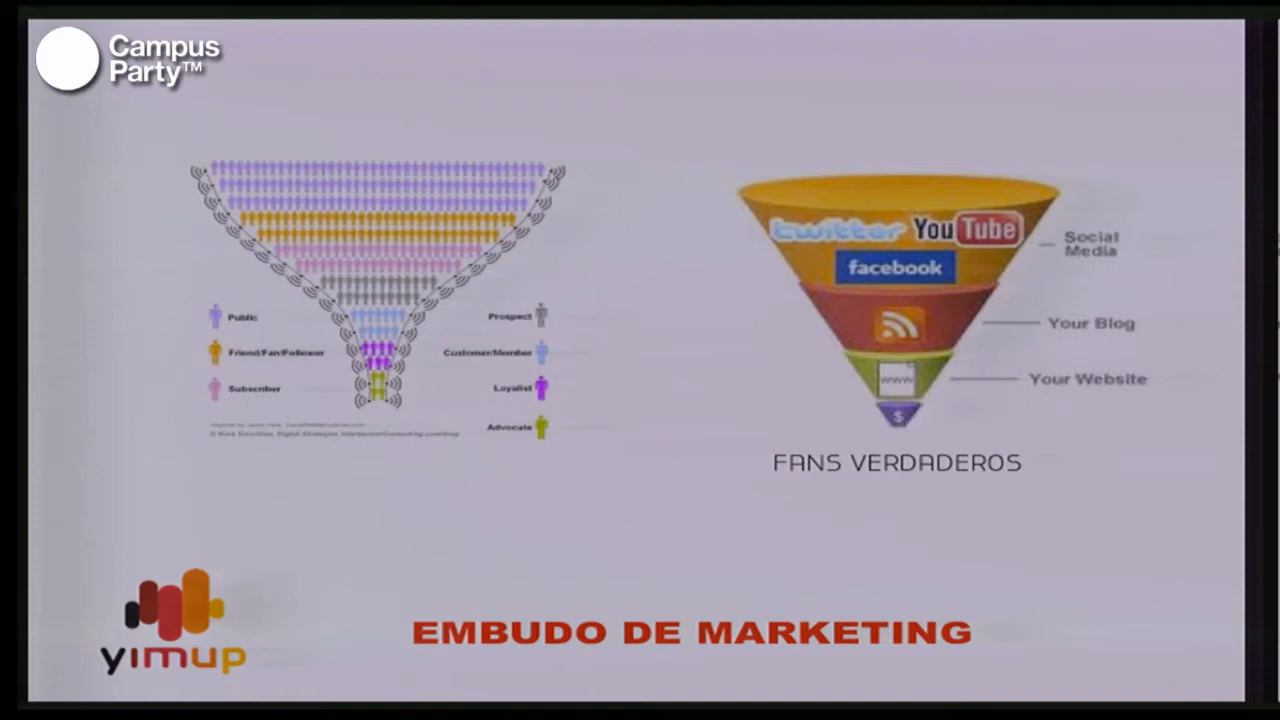 Campus
Party™
twitter YouTube
facebook
Social
Media
Your Blog
www
Your Website
$
FANS VERDADEROS
Public
Prospect
Friend/Fan/Follower
Customer/Member
Subscriber
Loyalist
Advocate
yimup
EMBUDO DE MARKETING